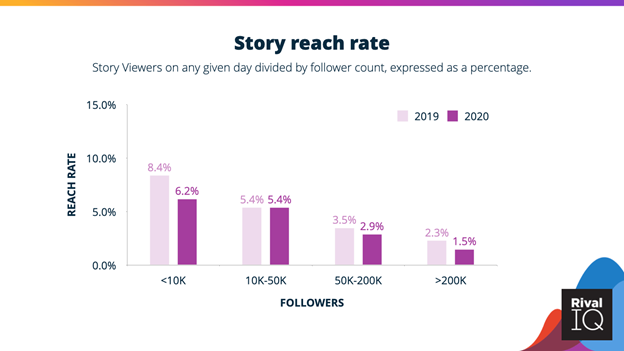 Story reach rate
Story Viewers on any given day divided by follower count, expressed as a percentage.
15.0%
2019 2020
10.0%
8.4%
6.2%
5.4% 5.4%
5.0%
3.5%
2.9%
2.3%
1.5%
0.0%
REACH RATE
<10K 10K-50K 50K-200K >200K
FOLLOWERS
Rival
IQ